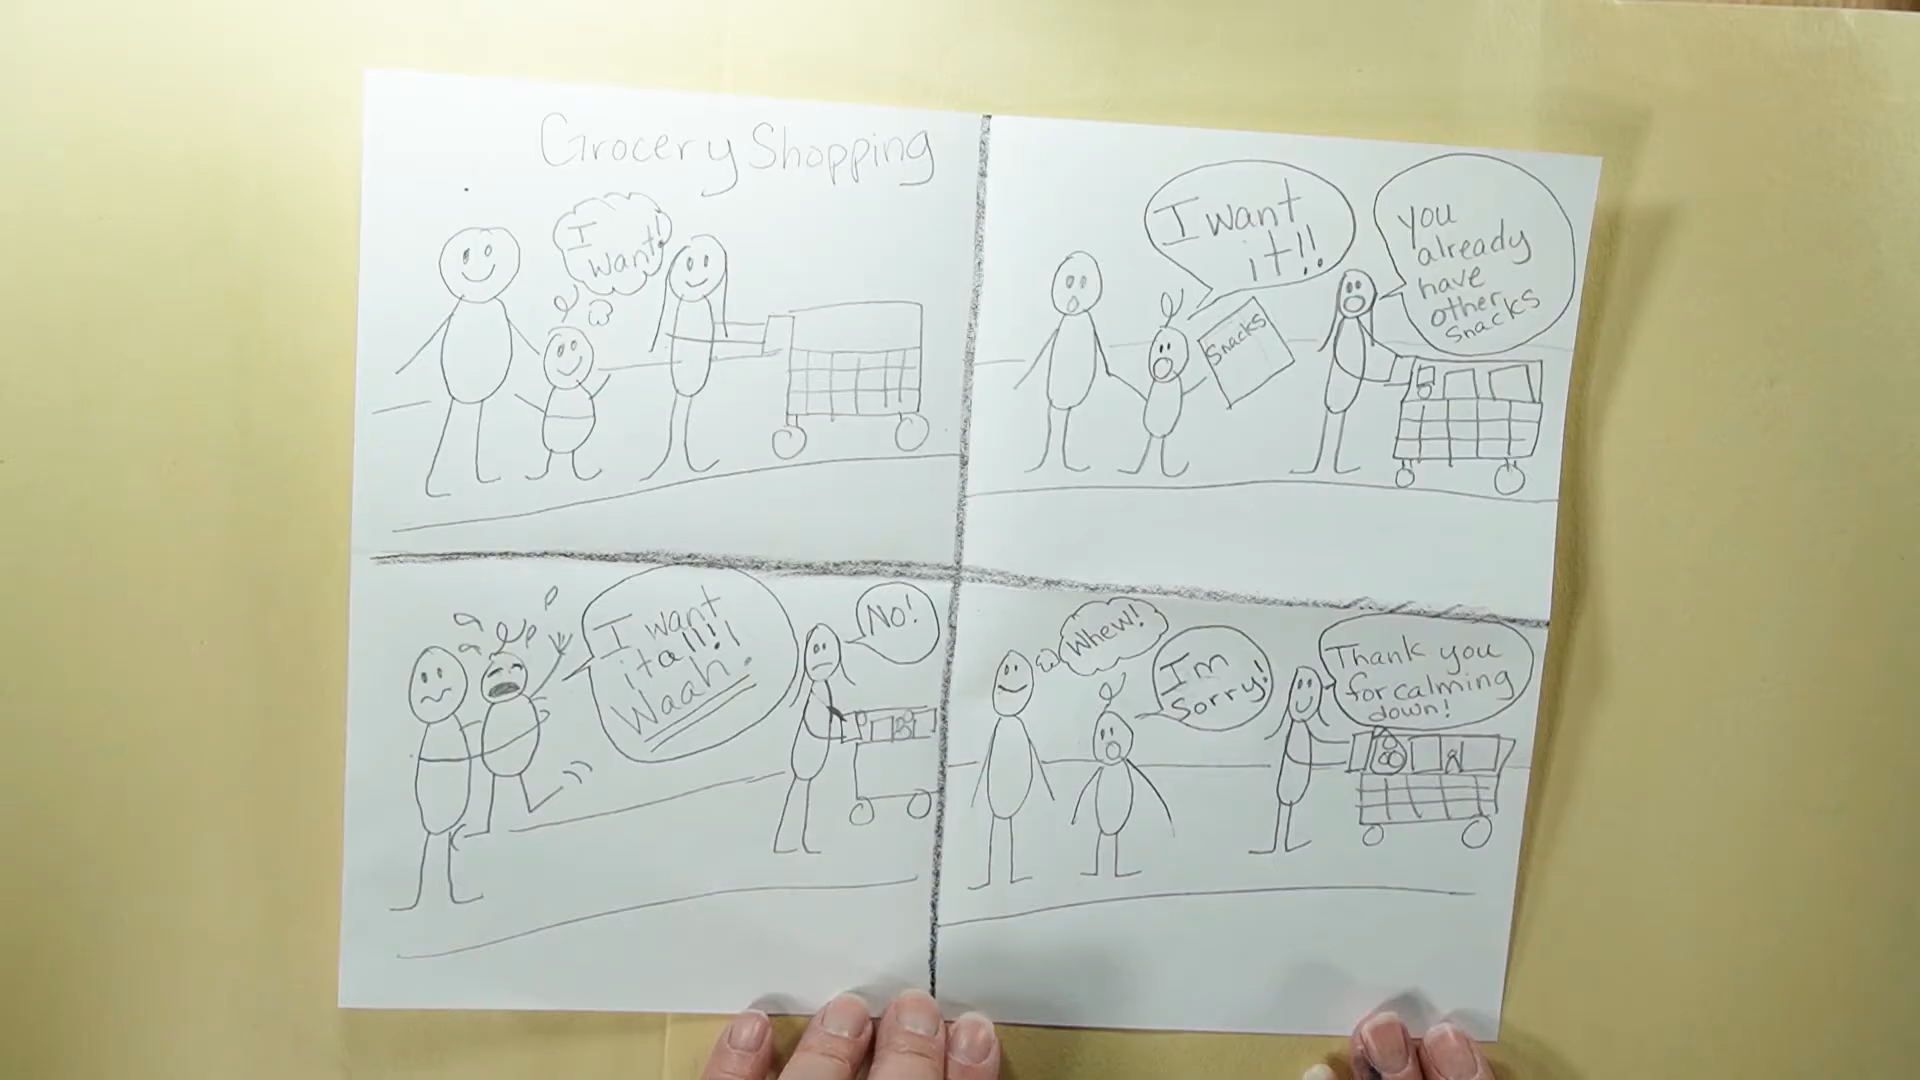 Grocery Shopping
I
want!
I want
it!!
Snacks
you
already
have
other
snacks
I want
it all!!
Waah!
No!
Whew!!
I'm
Sorry!
Thank you
for calming
down!